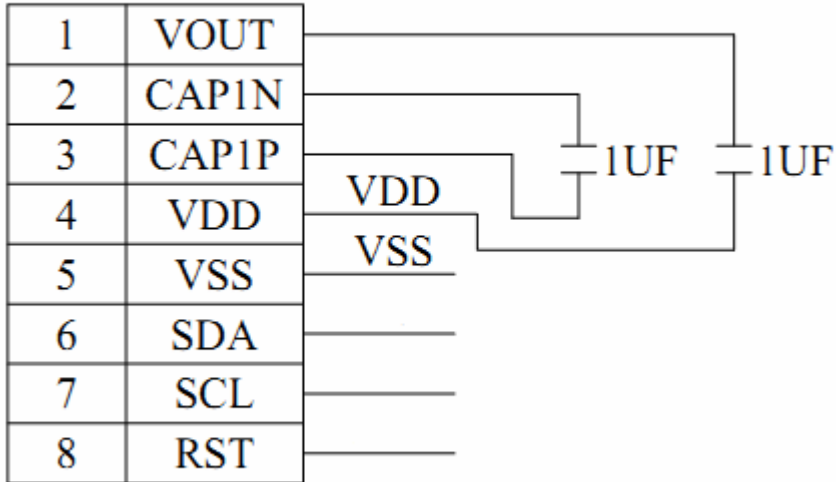 1 VOUT
2 CAP1N
3 CAP1P 1UF 1UF
4 VDD VDD
5 VSS VSS
6 SDA
7 SCL
8 RST